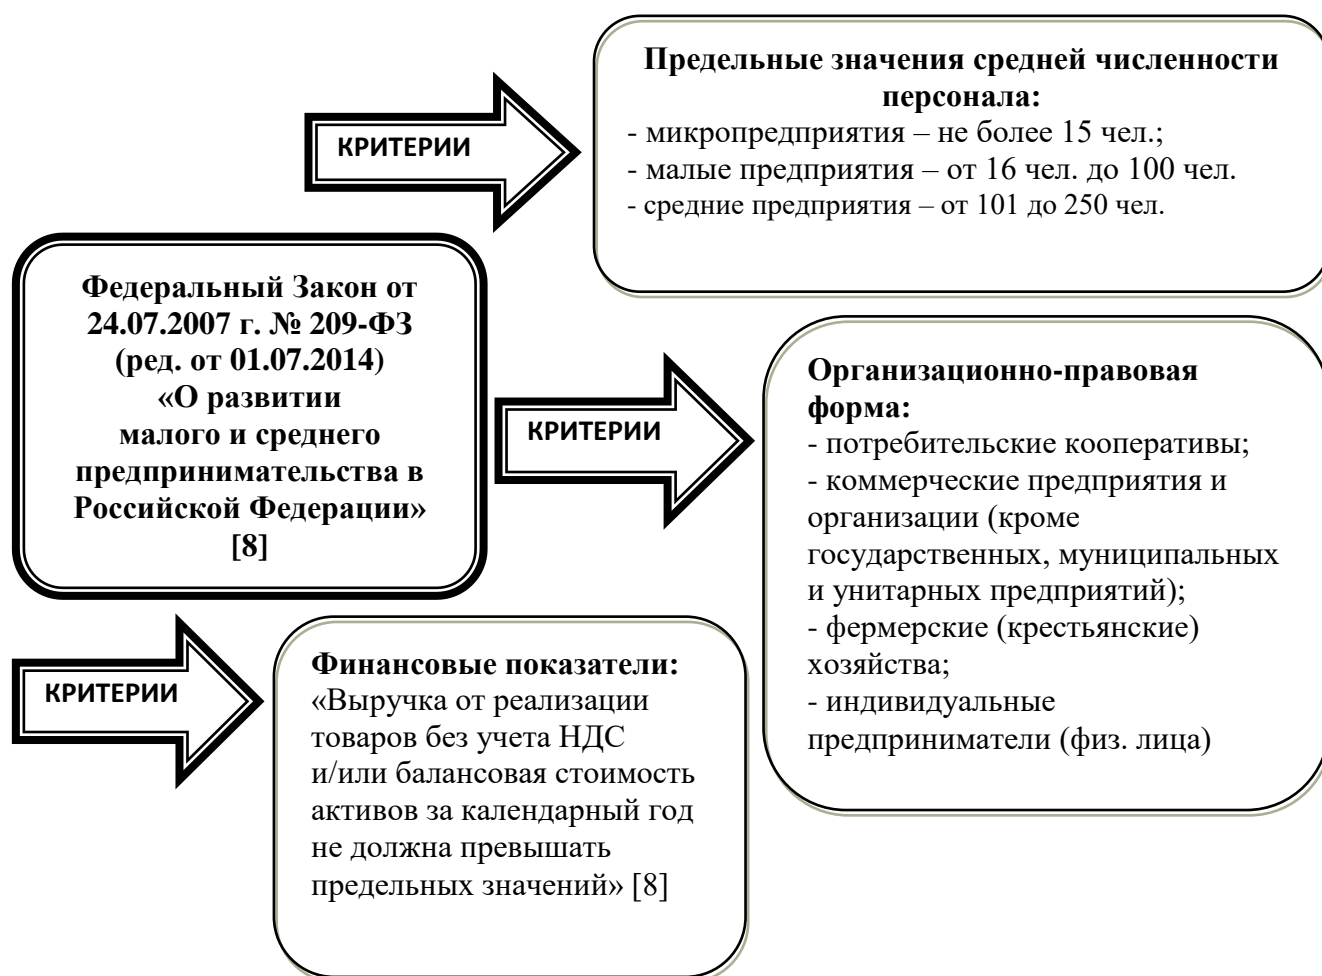 Предельные значения средней численности
персонала:
- микропредприятия – не более 15 чел.;
- малые предприятия – от 16 чел. до 100 чел.
- средние предприятия – от 101 до 250 чел.
КРИТЕРИИ
Федеральный Закон от
24.07.2007 г. № 209-ФЗ
(ред. от 01.07.2014)
«О развитии
малого и среднего
предпринимательства в
Российской Федерации»
[8]
КРИТЕРИИ
Организационно-правовая
форма:
- потребительские кооперативы;
- коммерческие предприятия и
организации (кроме
государственных, муниципальных
и унитарных предприятий);
- фермерские (крестьянские)
хозяйства;
- индивидуальные
предприниматели (физ. лица)
КРИТЕРИИ
Финансовые показатели:
«Выручка от реализации
товаров без учета НДС
и/или балансовая стоимость
активов за календарный год
не должна превышать
предельных значений» [8]